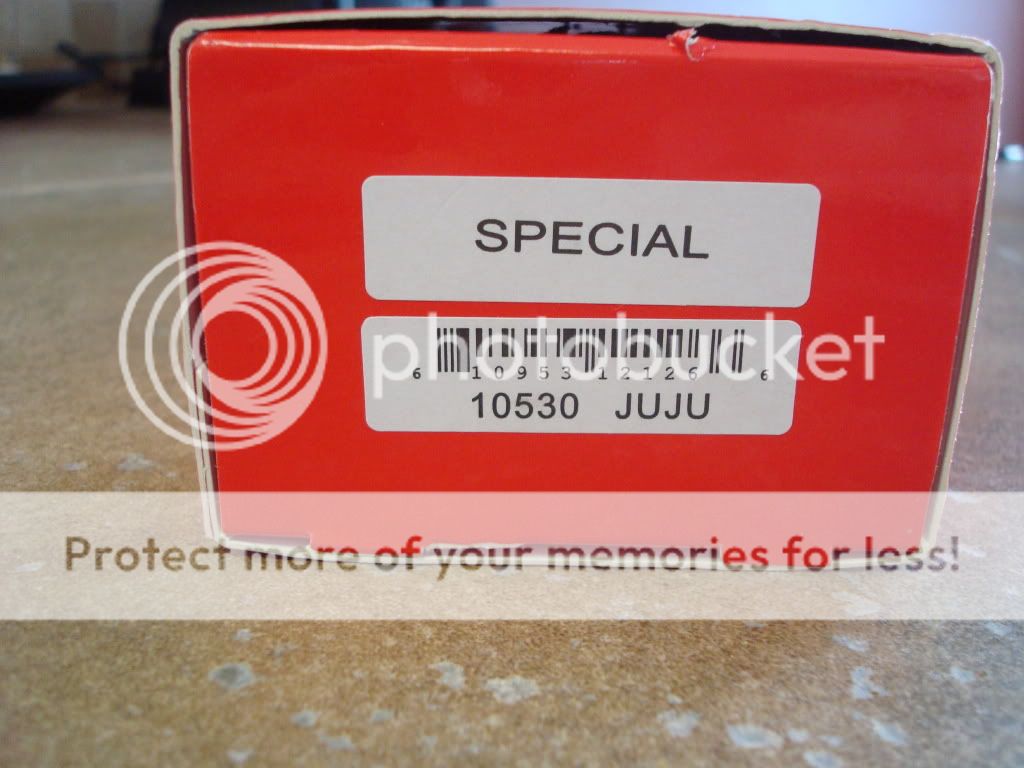 SPECIAL
photobucket
6 10953 12126 6
10530 JUJU
Protect more of your memories for less!